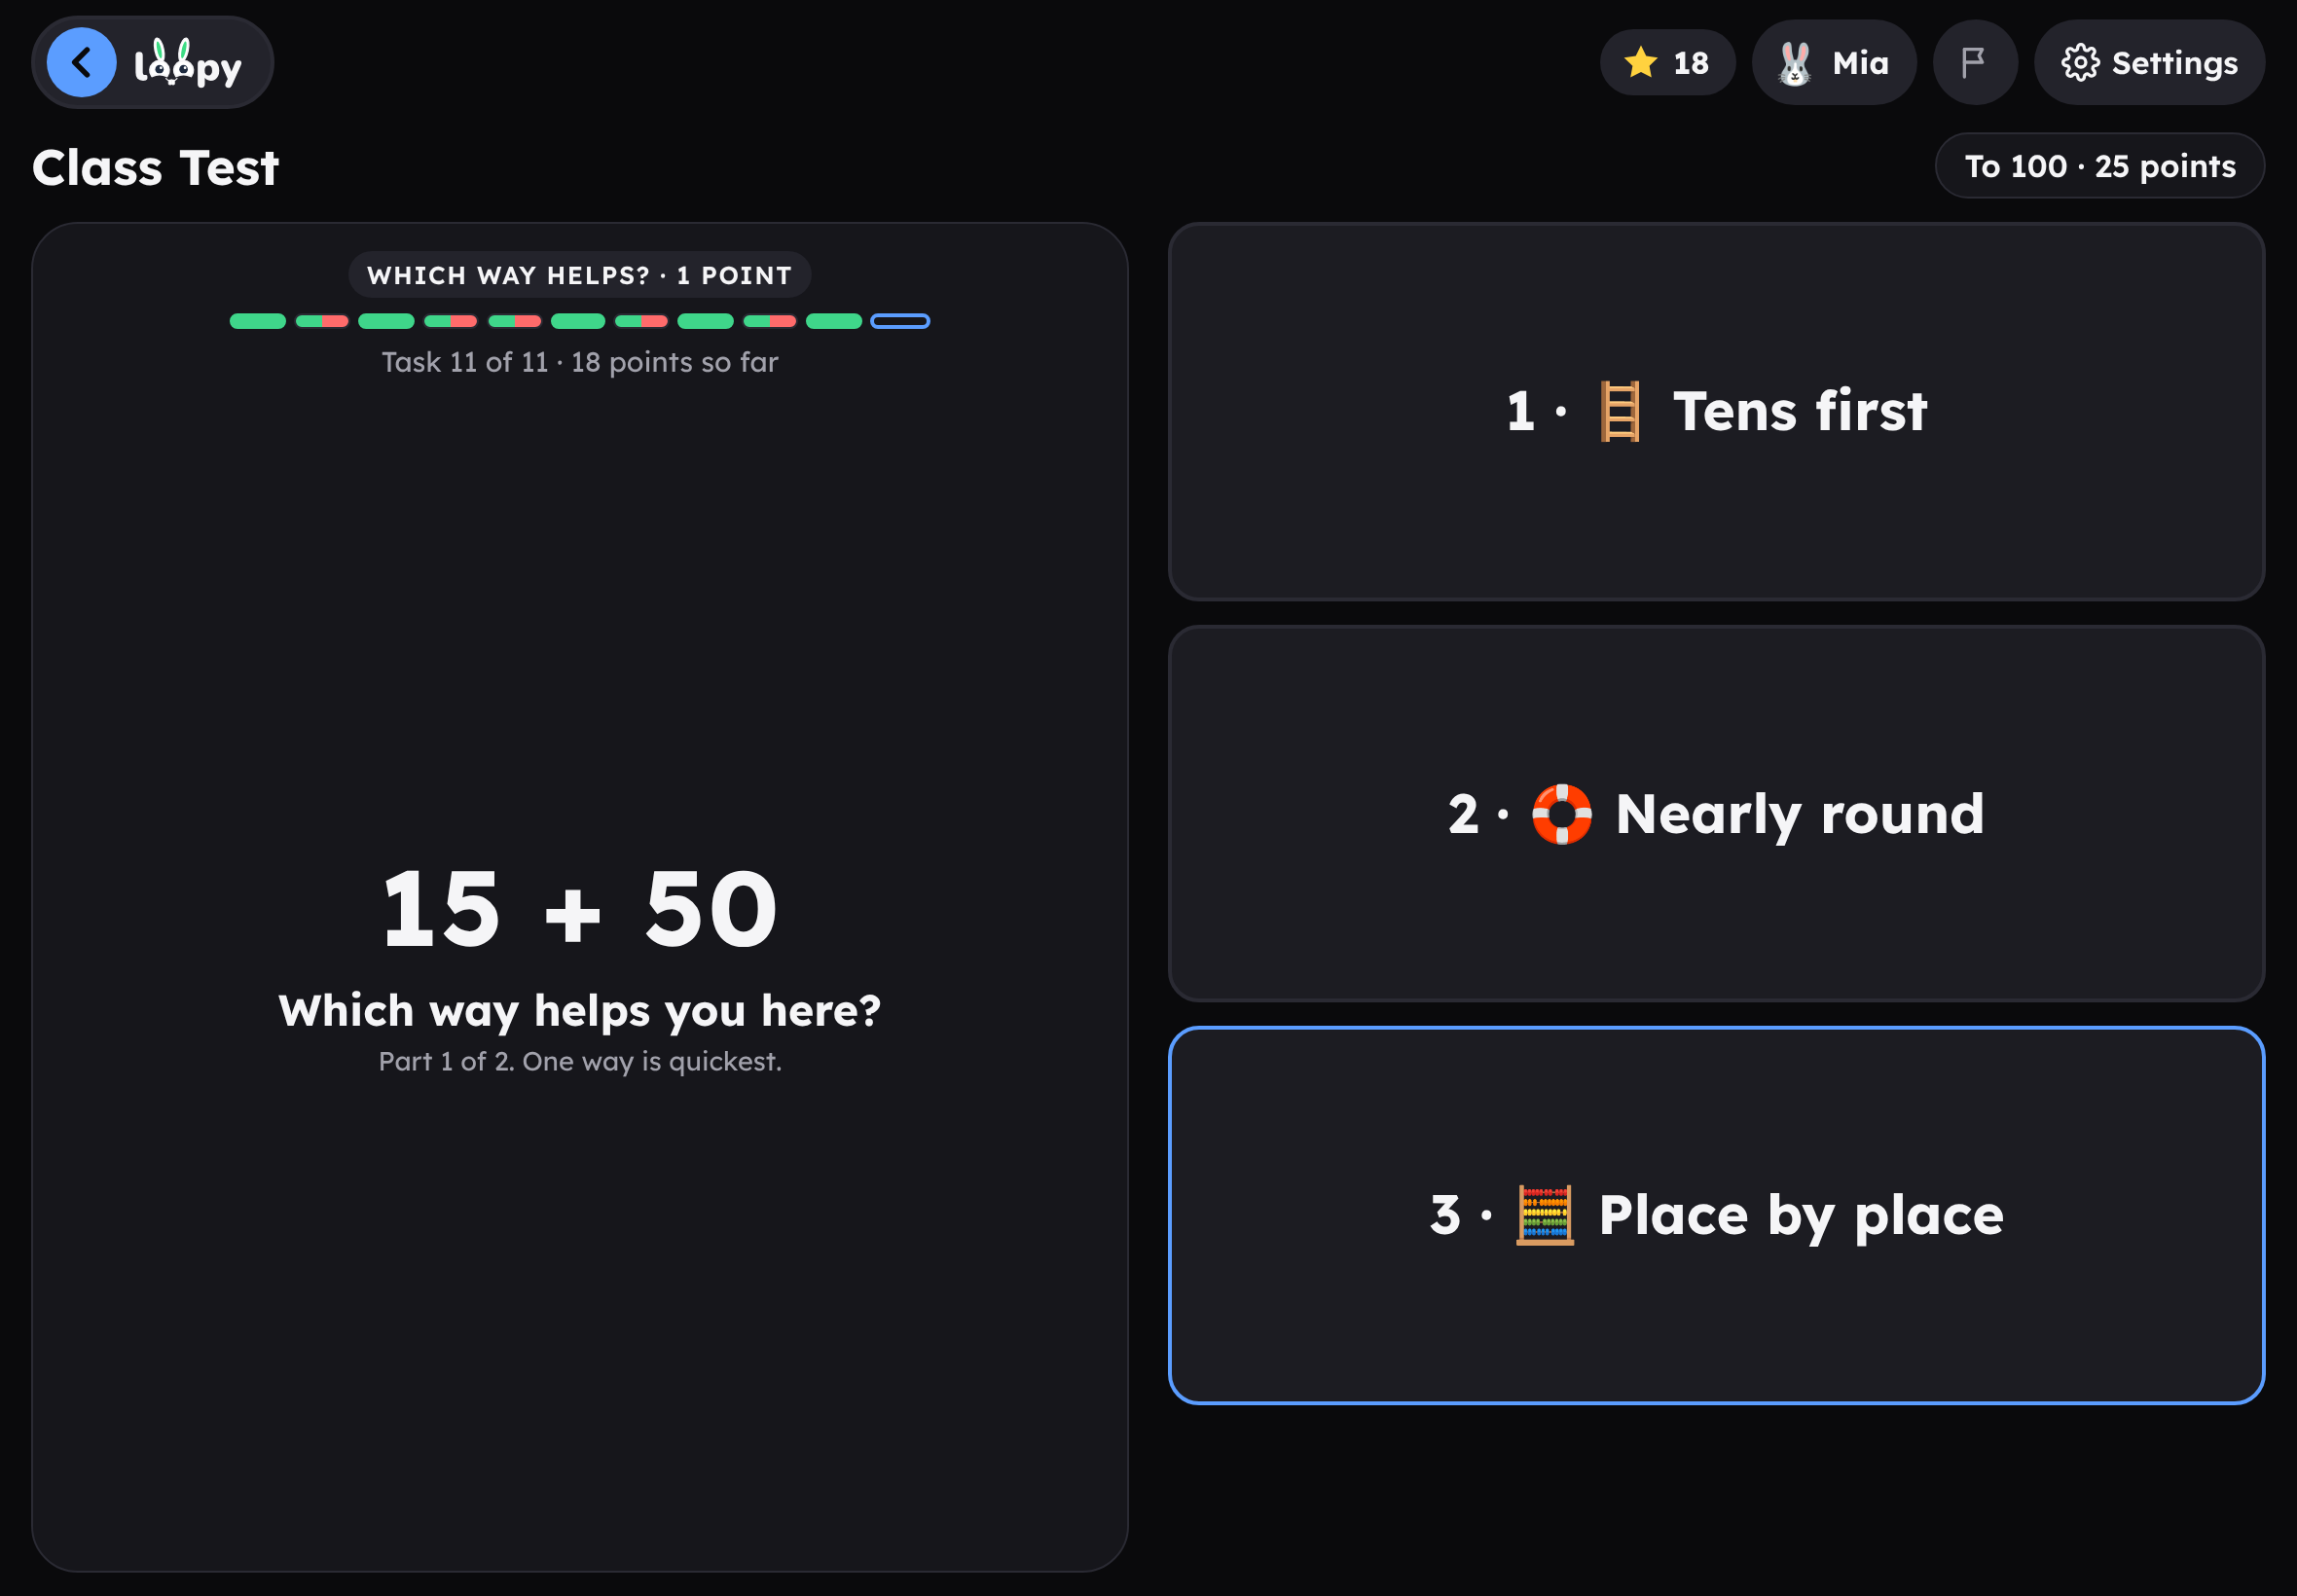 loopy
18
Mia
Settings
Class Test
To 100 · 25 points
WHICH WAY HELPS? · 1 POINT
Task 11 of 11 · 18 points so far
15 + 50
Which way helps you here?
Part 1 of 2. One way is quickest.
1 · Tens first
2 · Nearly round
3 · Place by place